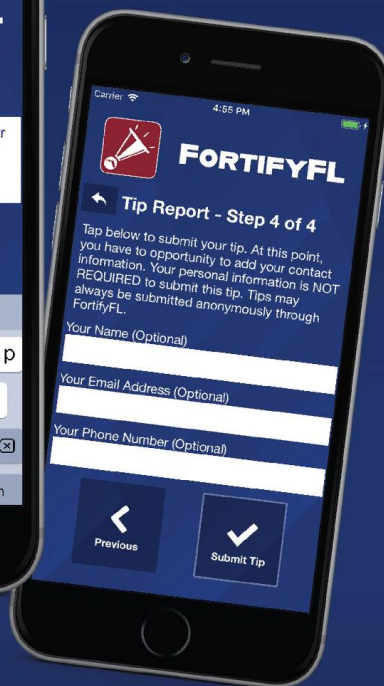 Carrier
4:55 PM
FORTIFYFL
Tip Report - Step 4 of 4
Tap below to submit your tip. At this point,
you have to opportunity to add your contact
information. Your personal information is NOT
REQUIRED to submit this tip. Tips may
always be submitted anonymously through
FortifyFL.
Your Name (Optional)
Your Email Address (Optional)
Your Phone Number (Optional)
Previous
Submit Tip
p